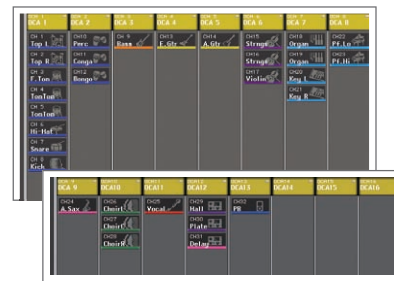 DCA 1 DCA 2 DCA 3 DCA 4 DCA 5 DCA 6 DCA 7 DCA 8
CH 1 CH10 CH 9 CH13 CH14 CH15 CH18 CH22
Top L Perc Bass E.Gtr A.Gtr Strngs Organ Pf.Lo
CH 2 CH11 CH16 CH19 CH23
Top R Conga Strngs Organ Pf.Hi
CH 3 CH12 CH17 CH20
F.Tom Bongo Violin Key L
CH 4 CH21
TomTom Key R
CH 5
TomTom
CH 6
Hi-Hat
CH 7
Snare
CH 8
Kick
DCA 9 DCA10 DCA11 DCA12 DCA13 DCA14 DCA15 DCA16
CH24 CH26 CH25 CH29 CH32
A.Sax ChoirL Vocal Hall PB
CH27 CH30
ChoirC Plate
CH28 CH31
ChoirR Delay